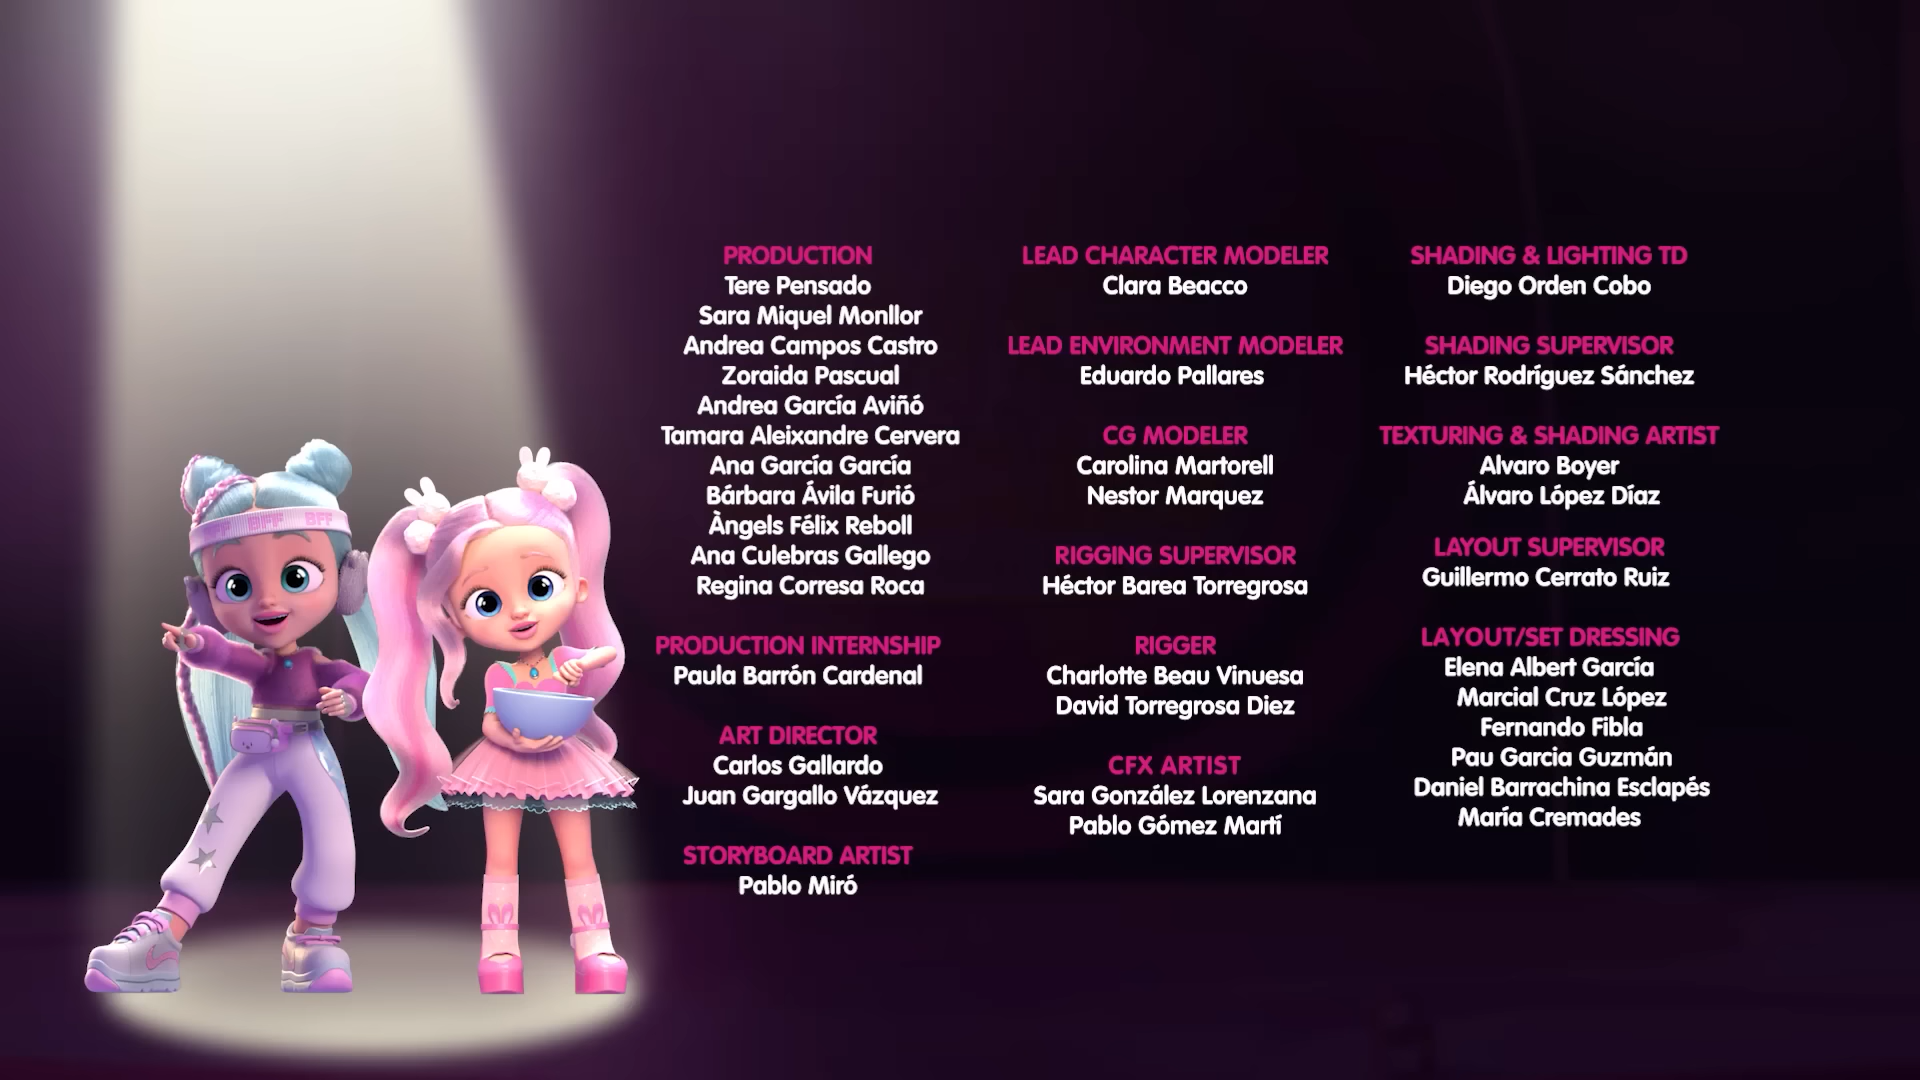 BFF BFF
PRODUCTION
Tere Pensado
Sara Miquel Monllor
Andrea Campos Castro
Zoraida Pascual
Andrea García Aviñó
Tamara Aleixandre Cervera
Ana García García
Bárbara Ávila Furió
Àngels Félix Reboll
Ana Culebras Gallego
Regina Corresa Roca
PRODUCTION INTERNSHIP
Paula Barrón Cardenal
ART DIRECTOR
Carlos Gallardo
Juan Gargallo Vázquez
STORYBOARD ARTIST
Pablo Miró
LEAD CHARACTER MODELER
Clara Beacco
LEAD ENVIRONMENT MODELER
Eduardo Pallares
CG MODELER
Carolina Martorell
Nestor Marquez
RIGGING SUPERVISOR
Héctor Barea Torregrosa
RIGGER
Charlotte Beau Vinuesa
David Torregrosa Diez
CFX ARTIST
Sara González Lorenzana
Pablo Gómez Martí
SHADING & LIGHTING TD
Diego Orden Cobo
SHADING SUPERVISOR
Héctor Rodríguez Sánchez
TEXTURING & SHADING ARTIST
Alvaro Boyer
Álvaro López Díaz
LAYOUT SUPERVISOR
Guillermo Cerrato Ruiz
LAYOUT/SET DRESSING
Elena Albert García
Marcial Cruz López
Fernando Fibla
Pau Garcia Guzmán
Daniel Barrachina Esclapés
María Cremades